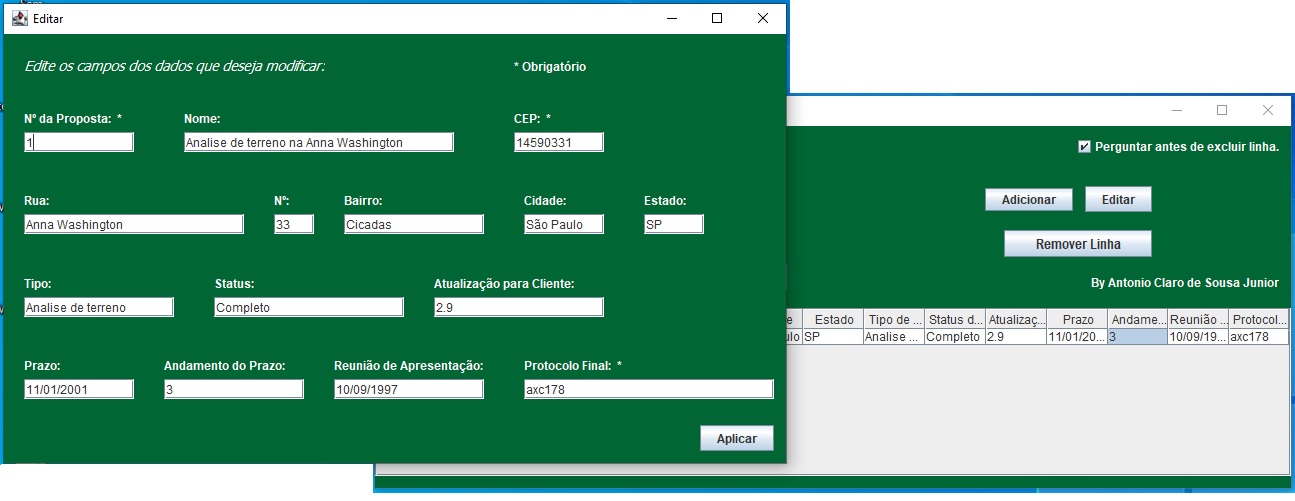 Editar
Edite os campos dos dados que deseja modificar:
* Obrigatório
Nº da Proposta: * Nome: CEP: *
1 Analise de terreno na Anna Washington 14590331
Rua: Nº: Bairro: Cidade: Estado:
Anna Washington 33 Cicadas São Paulo SP
Tipo: Status: Atualização para Cliente:
Analise de terreno Completo 2.9
Prazo: Andamento do Prazo: Reunião de Apresentação: Protocolo Final: *
11/01/2001 3 10/09/1997 axc178
Aplicar
Perguntar antes de excluir linha.
Adicionar Editar
Remover Linha
By Antonio Claro de Sousa Junior
e Estado Tipo de ... Status d... Atualizaç... Prazo Andame... Reunião ... Protocol...
ulo SP Analise ... Completo 2.9 11/01/20... 3 10/09/19... axc178